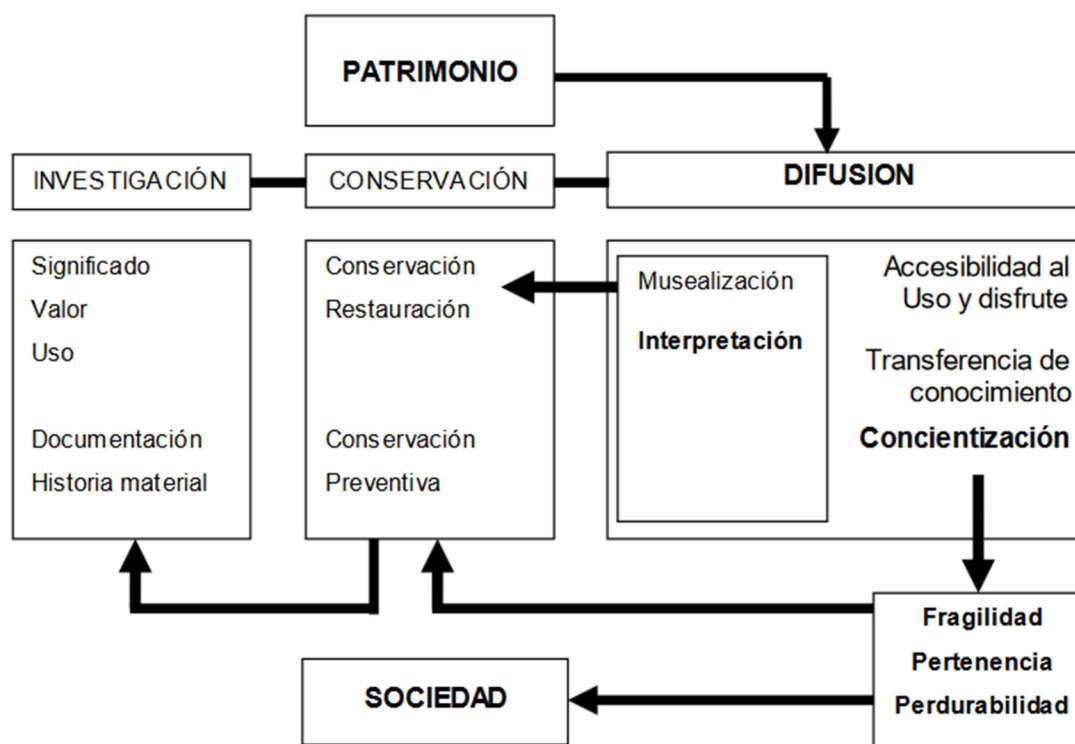 PATRIMONIO
INVESTIGACIÓN
CONSERVACIÓN
DIFUSION
Significado
Valor
Uso
Documentación
Historia material
Conservación
Restauración
Conservación
Preventiva
Musealización
Interpretación
Accesibilidad al
Uso y disfrute
Transferencia de
conocimiento
Concientización
Fragilidad
Pertenencia
Perdurabilidad
SOCIEDAD